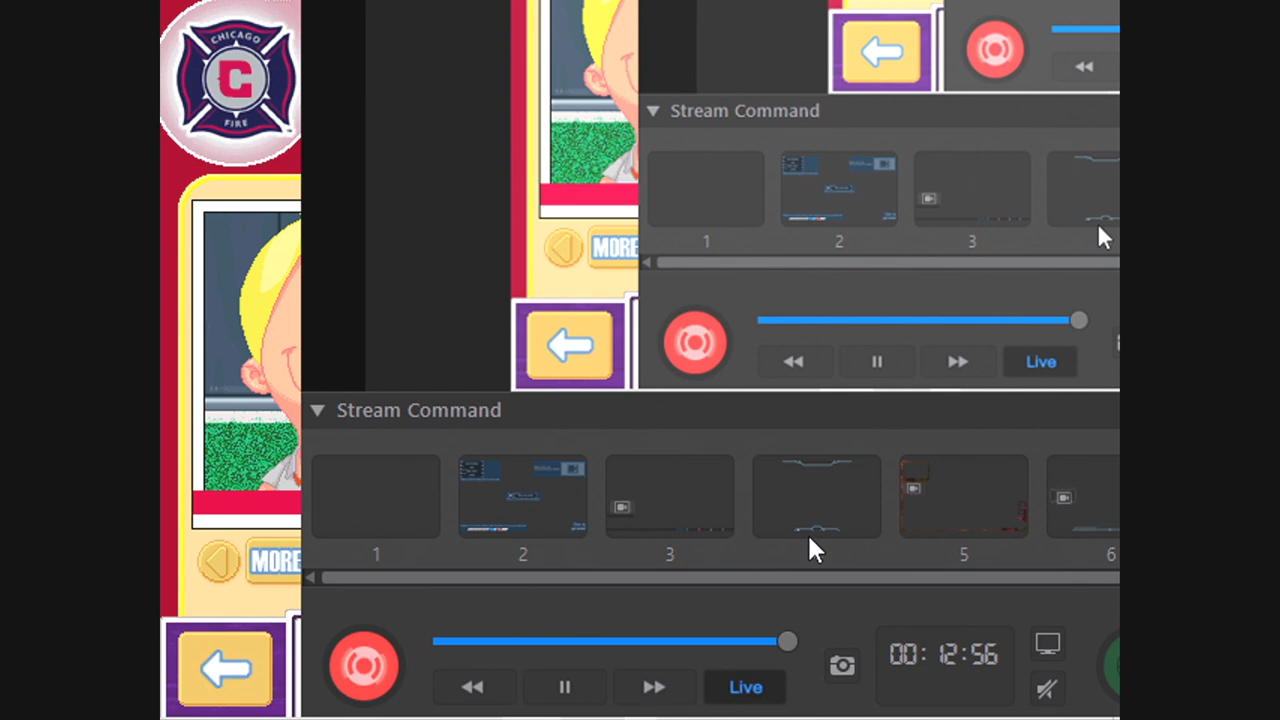 CHICAGO
C
FIRE
Stream Command
1
2
3
MORE
Live
Stream Command
1
2
3
5
6
MORE
00:12:56
Live